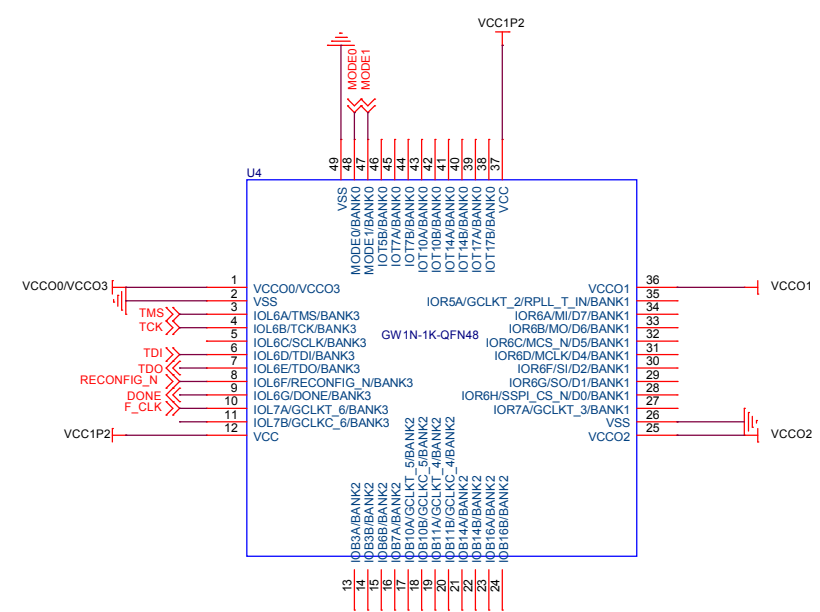 VCC1P2
MODE0
MODE1
49
48
47
46
45
44
43
42
41
40
39
38
37
U4
VSS
MODE0/BANK0
MODE1/BANK0
IOT5B/BANK0
IOT7A/BANK0
IOT7B/BANK0
IOT10A/BANK0
IOT10B/BANK0
IOT14A/BANK0
IOT14B/BANK0
IOT17A/BANK0
IOT17B/BANK0
VCC
VCCO0/VCCO3 1 VCCO0/VCCO3
2 VSS
TMS 3 IOL6A/TMS/BANK3
TCK 4 IOL6B/TCK/BANK3
5 IOL6C/SCLK/BANK3
TDI 6 IOL6D/TDI/BANK3
TDO 7 IOL6E/TDO/BANK3
RECONFIG_N 8 IOL6F/RECONFIG_N/BANK3
DONE 9 IOL6G/DONE/BANK3
F_CLK 10 IOL7A/GCLKT_6/BANK3
11 IOL7B/GCLKC_6/BANK3
VCC1P2 12 VCC
GW1N-1K-QFN48
VCCO1 36 VCCO1
IOR5A/GCLKT_2/RPLL_T_IN/BANK1 35
IOR6A/MI/D7/BANK1 34
IOR6B/MO/D6/BANK1 33
IOR6C/MCS_N/D5/BANK1 32
IOR6D/MCLK/D4/BANK1 31
IOR6F/SI/D2/BANK1 30
IOR6G/SO/D1/BANK1 29
IOR6H/SSPI_CS_N/D0/BANK1 28
IOR7A/GCLKT_3/BANK1 27
VSS 26
VCCO2 25 VCCO2
IOB3A/BANK2
IOB3B/BANK2
IOB6B/BANK2
IOB7A/BANK2
IOB10A/GCLKT_5/BANK2
IOB10B/GCLKC_5/BANK2
IOB11A/GCLKT_4/BANK2
IOB11B/GCLKC_4/BANK2
IOB14A/BANK2
IOB14B/BANK2
IOB16A/BANK2
IOB16B/BANK2
13
14
15
16
17
18
19
20
21
22
23
24